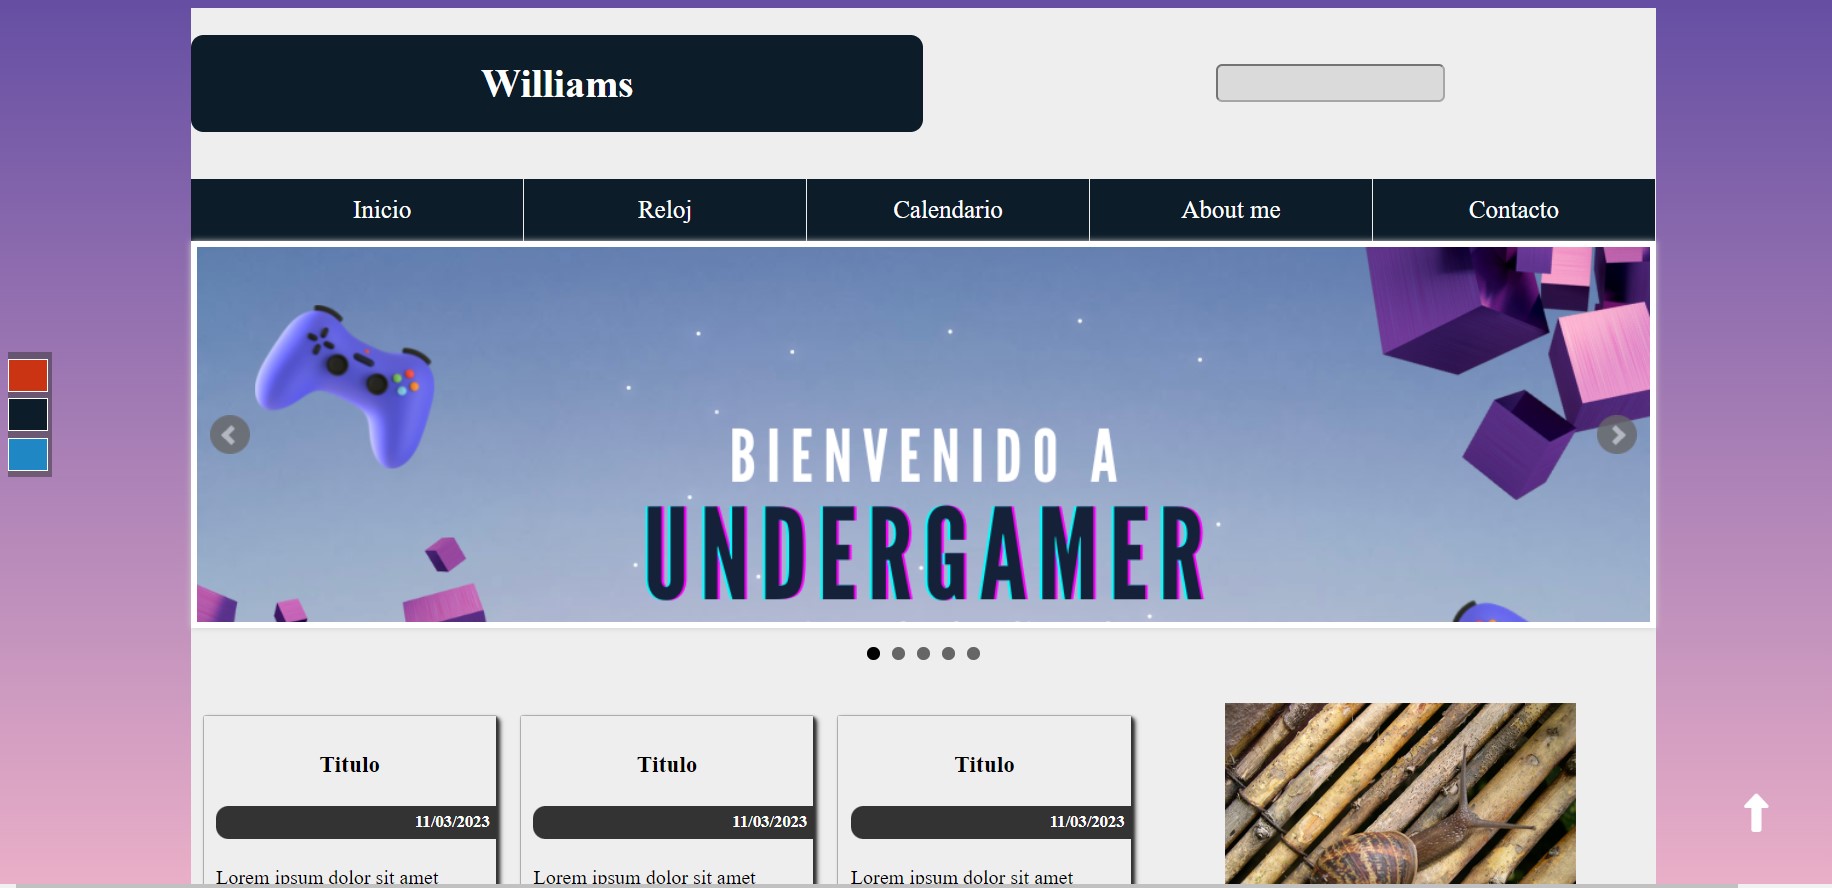 Williams
Inicio Reloj Calendario About me Contacto
BIENVENIDO A
UNDERGAMER
Titulo Titulo Titulo
11/03/2023 11/03/2023 11/03/2023
Lorem ipsum dolor sit amet Lorem ipsum dolor sit amet Lorem ipsum dolor sit amet